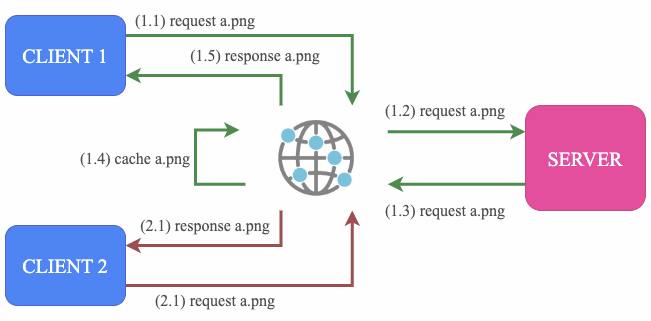 (1.1) request a.png
CLIENT 1
(1.5) response a.png
(1.2) request a.png
(1.4) cache a.png
SERVER
(1.3) request a.png
(2.1) response a.png
CLIENT 2
(2.1) request a.png